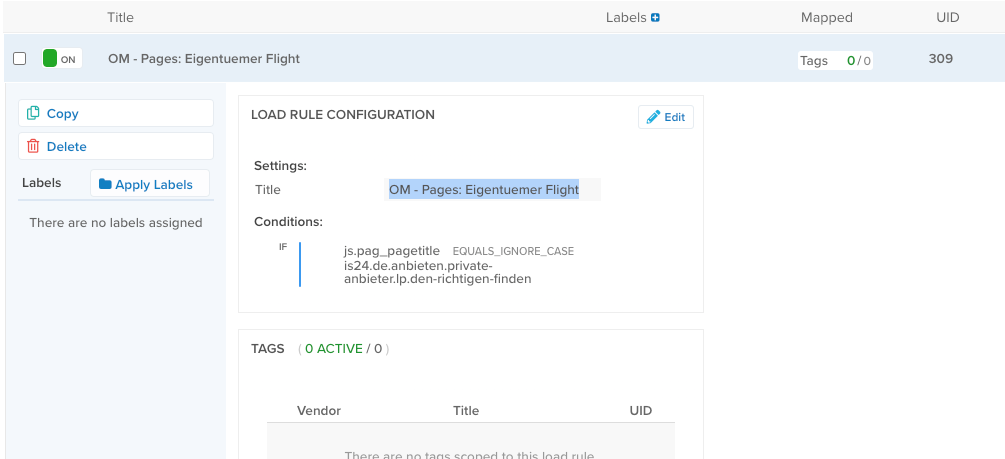 Title Labels Mapped UID
ON OM - Pages: Eigentuemer Flight Tags 0/0 309
Copy
Delete
Labels Apply Labels
There are no labels assigned
LOAD RULE CONFIGURATION Edit
Settings:
Title OM - Pages: Eigentuemer Flight
Conditions:
IF
js.pag_pagetitle EQUALS_IGNORE_CASE
is24.de.anbieten.private-
anbieter.lp.den-richtigen-finden
TAGS ( 0 ACTIVE / 0 )
Vendor Title UID
There are no tags scoped to this load rule